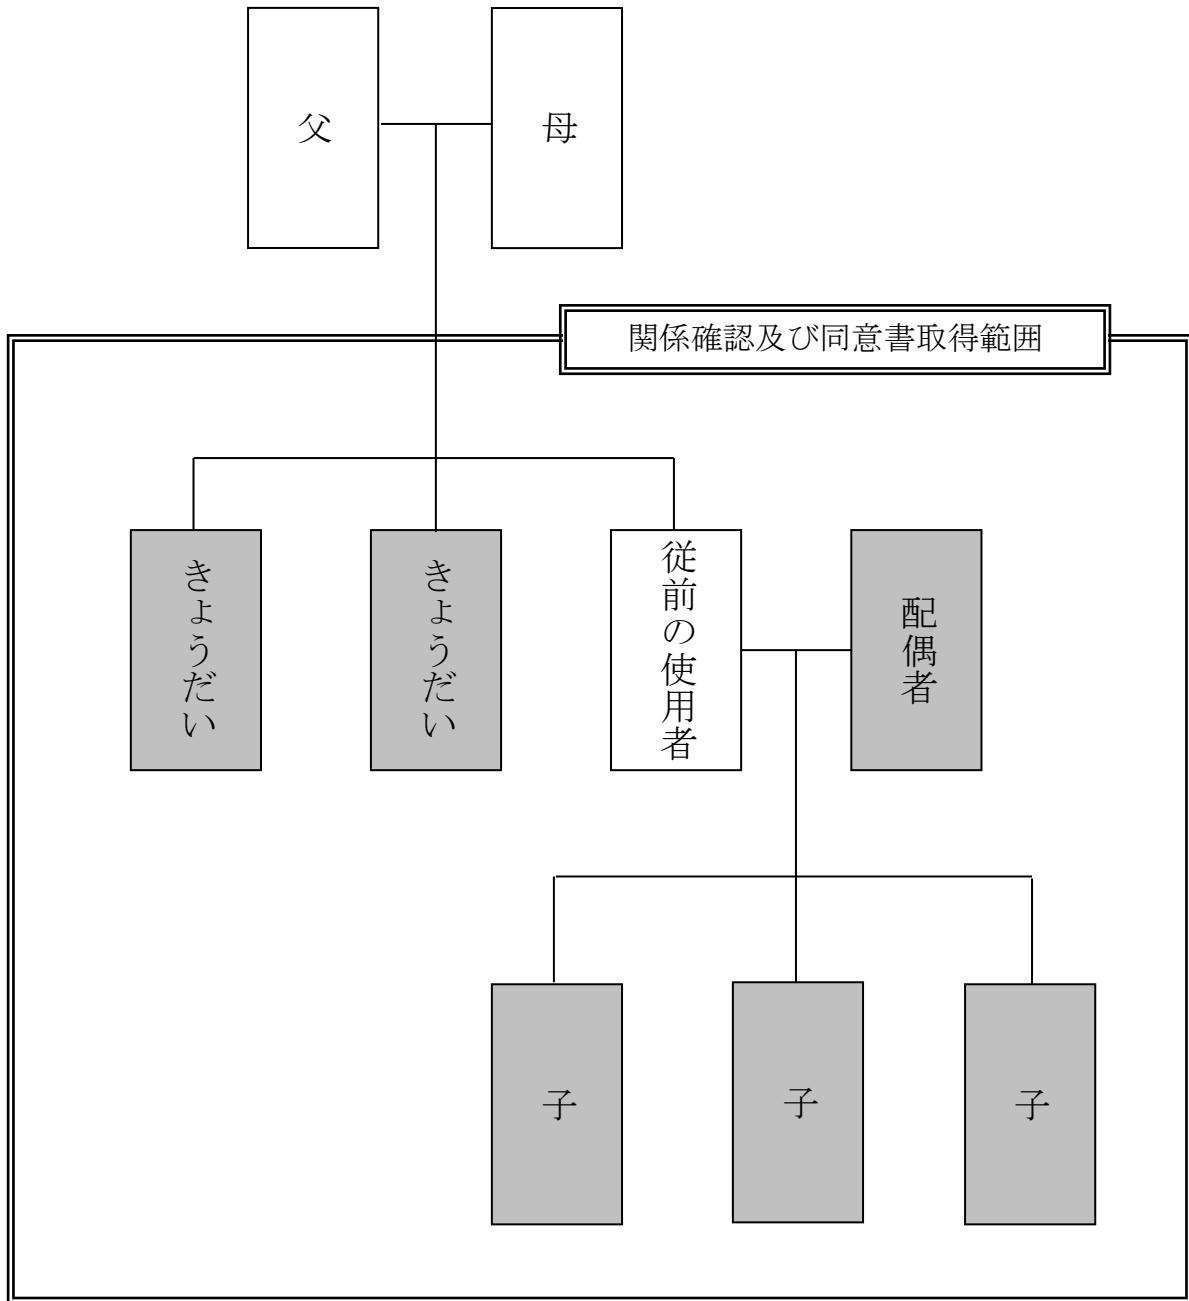 父
母
関係確認及び同意書取得範囲
きょうだい
きょうだい
従前の使用者
配偶者
子
子
子